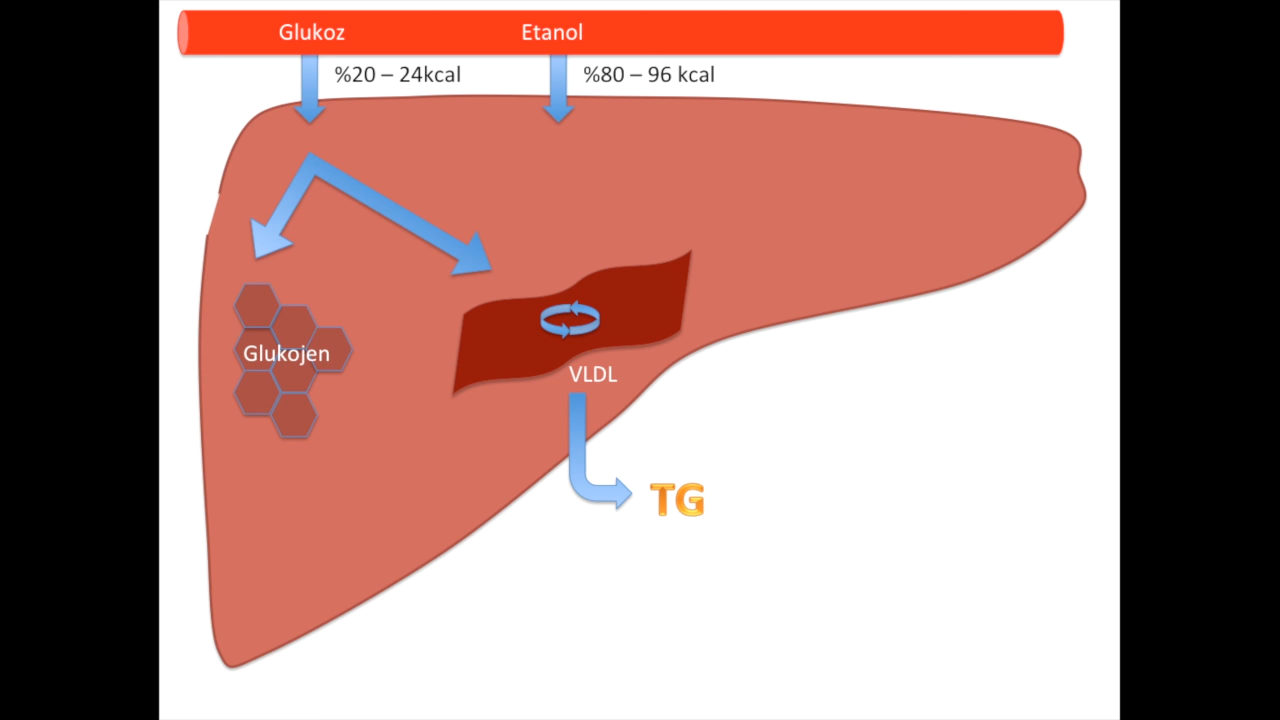 Glukoz
Etanol
%20 – 24kcal
%80 – 96 kcal
Glukojen
VLDL
TG